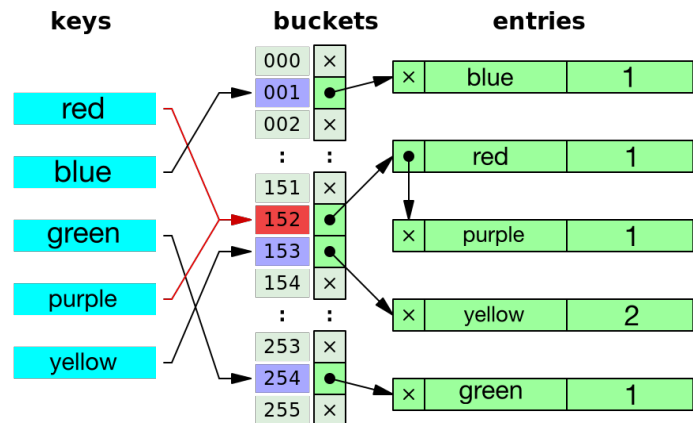 keys
buckets
entries
red
blue
green
purple
yellow
000 ×
001
002 ×
: :
151 ×
152
153
154 ×
: :
253 ×
254
255 ×
× blue 1
red 1
× purple 1
× yellow 2
× green 1